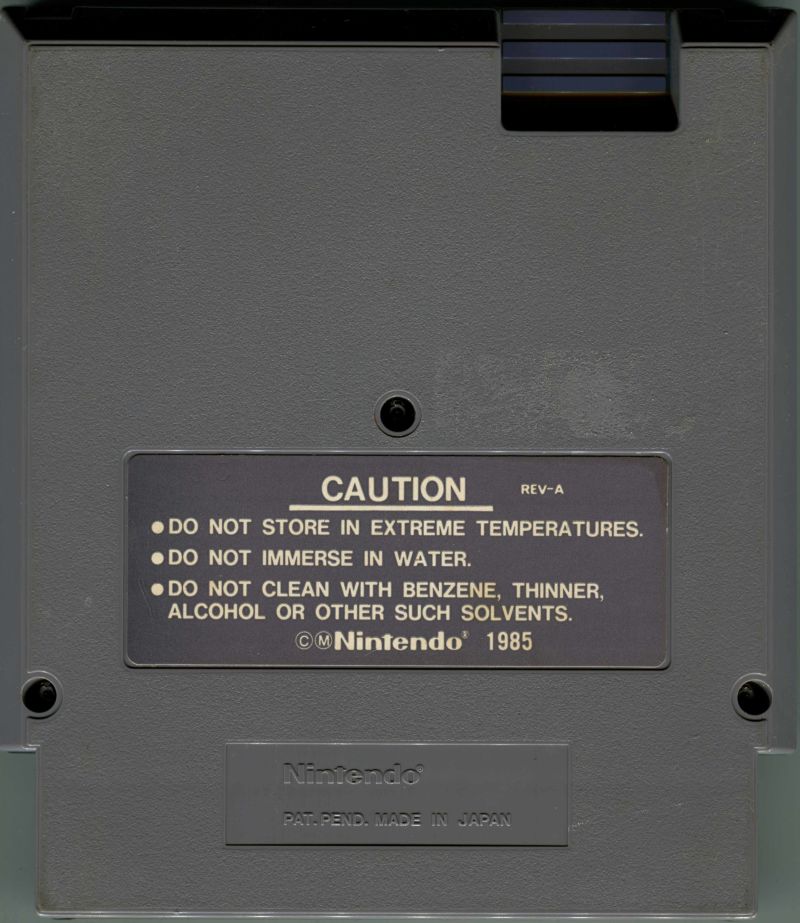 CAUTION REV-A
●DO NOT STORE IN EXTREME TEMPERATURES.
●DO NOT IMMERSE IN WATER.
●DO NOT CLEAN WITH BENZENE, THINNER,
ALCOHOL OR OTHER SUCH SOLVENTS.
ⒸⓂNintendo® 1985
Nintendo®
PAT. PEND. MADE IN JAPAN